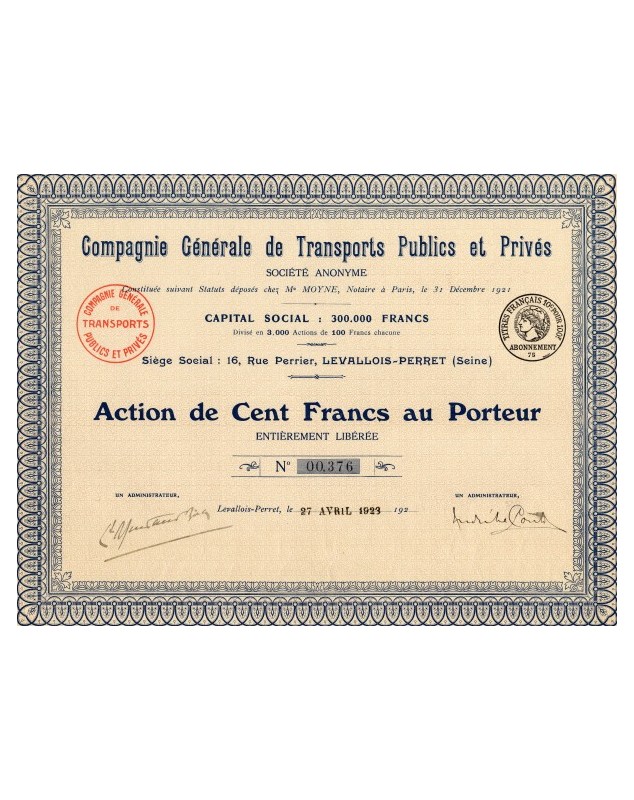 Compagnie Générale de Transports Publics et Privés
SOCIÉTÉ ANONYME
Constituée suivant Statuts déposés chez Me MOYNE, Notaire à Paris, le 31 Décembre 1921
COMPAGNIE GÉNÉRALE
DE
TRANSPORTS
PUBLICS ET PRIVÉS
CAPITAL SOCIAL : 300.000 FRANCS
Divisé en 3.000 Actions de 100 Francs chacune
TITRES FRANÇAIS 10c POUR 100f
ABONNEMENT
78
Siège Social : 16, Rue Perrier, LEVALLOIS-PERRET (Seine)
Action de Cent Francs au Porteur
ENTIÈREMENT LIBÉRÉE
No 00,376
UN ADMINISTRATEUR,
UN ADMINISTRATEUR,
Levallois-Perret, le 27 AVRIL 1923 192